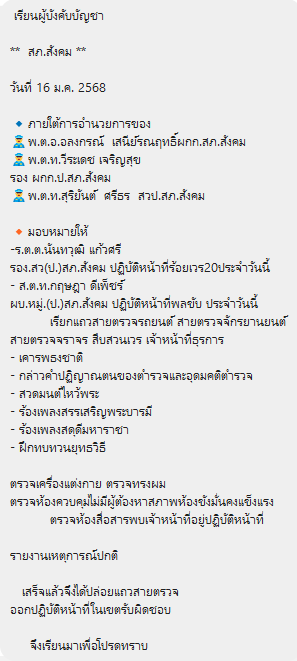 เรียนผู้บังคับบัญชา
** สภ.สังคม **
วันที่ 16 ม.ค. 2568
🔹ภายใต้การอำนวยการของ
👮พ.ต.อ.อลงกรณ์ เสนีย์รณฤทธิ์ผกก.สภ.สังคม
👮พ.ต.ท.วีระเดช เจริญสุข
รอง ผกก.ป.สภ.สังคม
👮พ.ต.ท.สุริยันต์ ศรีธร สวป.สภ.สังคม
🔸มอบหมายให้
-ร.ต.ต.นันทวุฒิ แก้วศรี
รอง.สว(ป.)สภ.สังคม ปฏิบัติหน้าที่ร้อยเวร20ประจำวันนี้
- ส.ต.ท.กฤษฎา ดีเพ็ชร์
ผบ.หมู่.(ป.)สภ.สังคม ปฏิบัติหน้าที่พลขับ ประจำวันนี้
เรียกแถวสายตรวจรถยนต์ สายตรวจจักรยานยนต์
สายตรวจจราจร สืบสวนเวร เจ้าหน้าที่ธุรการ
- เคารพธงชาติ
- กล่าวคำปฏิญาณตนของตำรวจและอุดมคติตำรวจ
- สวดมนต์ไหว้พระ
- ร้องเพลงสรรเสริญพระบารมี
- ร้องเพลงสดุดีมหาราชา
- ฝึกทบทวนยุทธวิธี
ตรวจเครื่องแต่งกาย ตรวจทรงผม
ตรวจห้องควบคุมไม่มีผู้ต้องหาสภาพห้องขังมั่นคงแข็งแรง
ตรวจห้องสื่อสารพบเจ้าหน้าที่อยู่ปฏิบัติหน้าที่
รายงานเหตุการณ์ปกติ
เสร็จแล้วจึงได้ปล่อยแถวสายตรวจ
ออกปฏิบัติหน้าที่ในเขตรับผิดชอบ
จึงเรียนมาเพื่อโปรดทราบ